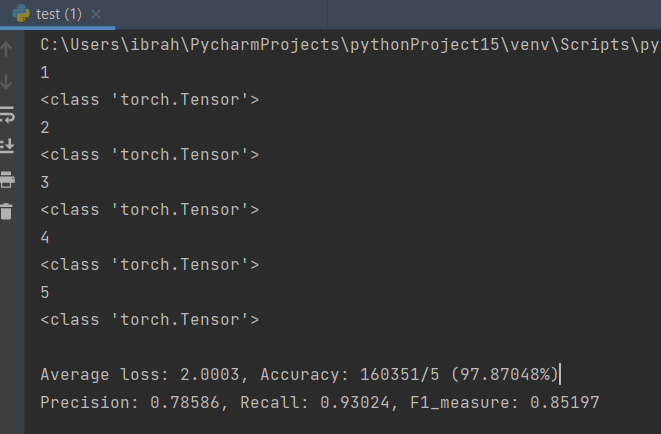 test (1)
C:\Users\ibrah\PycharmProjects\pythonProject15\venv\Scripts\py
1
<class 'torch.Tensor'>
2
<class 'torch.Tensor'>
3
<class 'torch.Tensor'>
4
<class 'torch.Tensor'>
5
<class 'torch.Tensor'>
Average loss: 2.0003, Accuracy: 160351/5 (97.87048%)
Precision: 0.78586, Recall: 0.93024, F1_measure: 0.85197